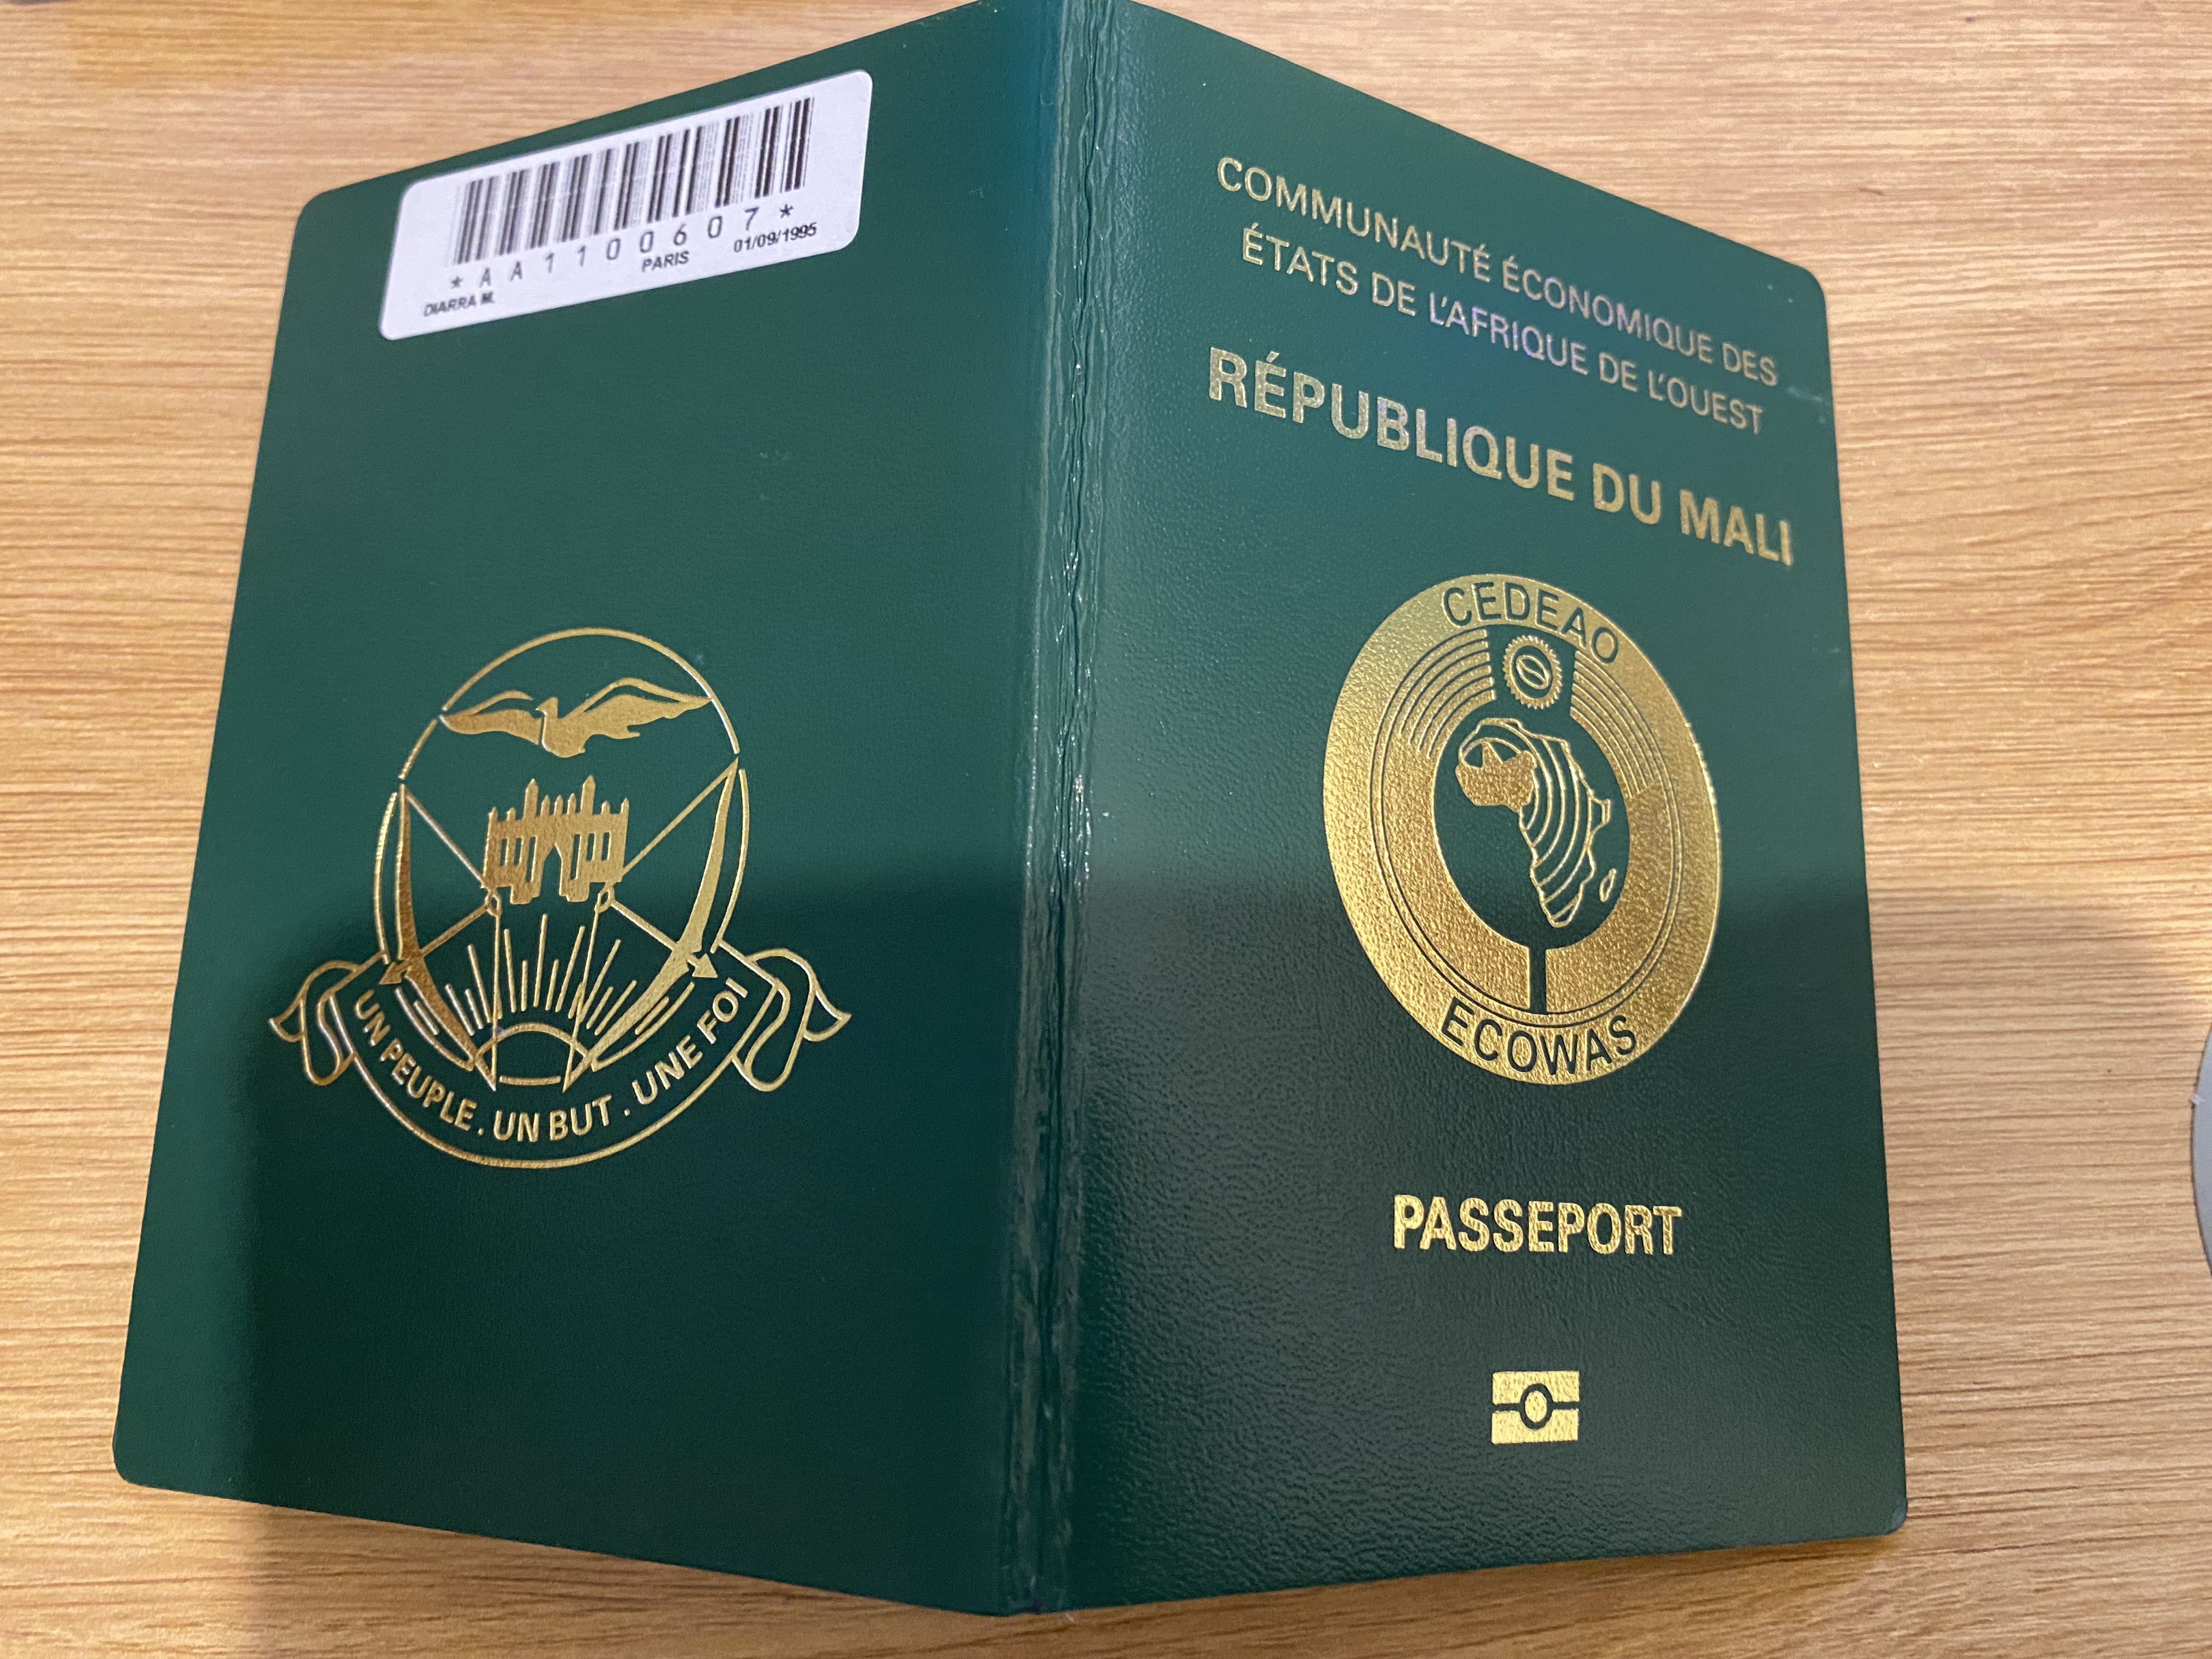 COMMUNAUTÉ ÉCONOMIQUE DES
ÉTATS DE L'AFRIQUE DE L'OUEST
RÉPUBLIQUE DU MALI
CEDEAO
ECOWAS
PASSEPORT
*AA1100607*
DIARRA M. PARIS 01/09/1995
UN PEUPLE . UN BUT . UNE FOI